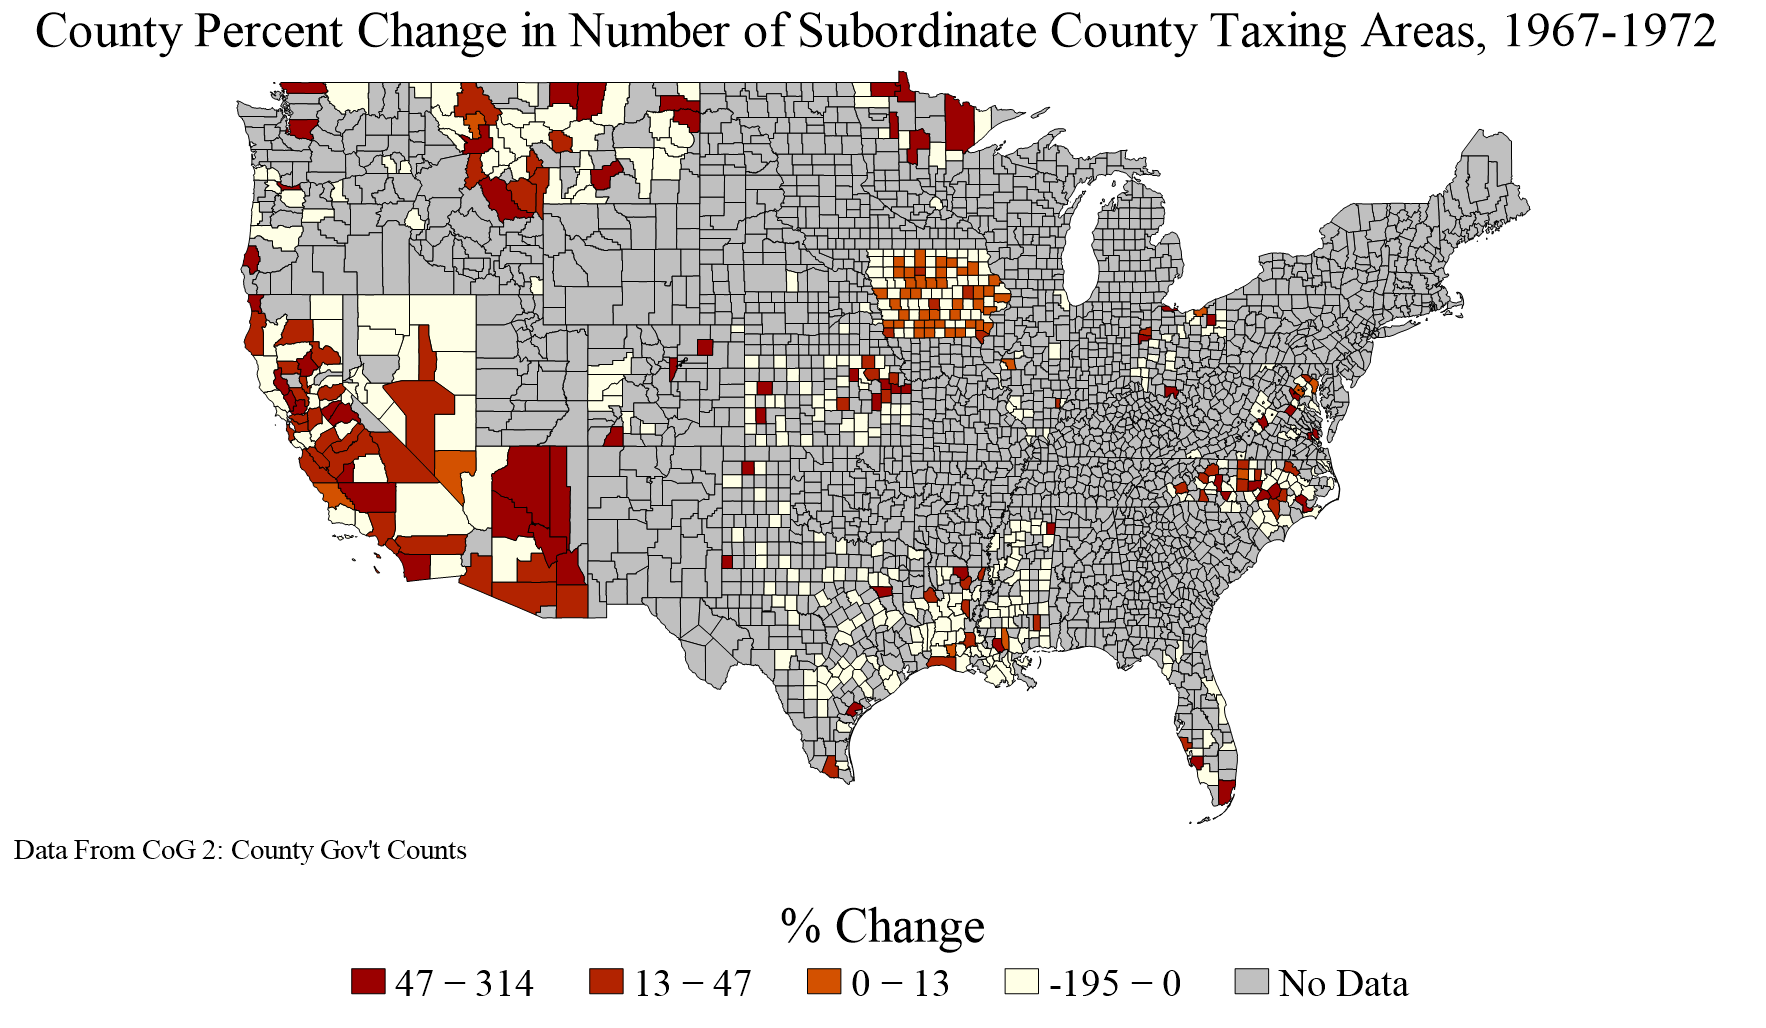 County Percent Change in Number of Subordinate County Taxing Areas, 1967-1972
Data From CoG 2: County Gov't Counts
% Change
47 − 314
13 − 47
0 − 13
-195 − 0
No Data